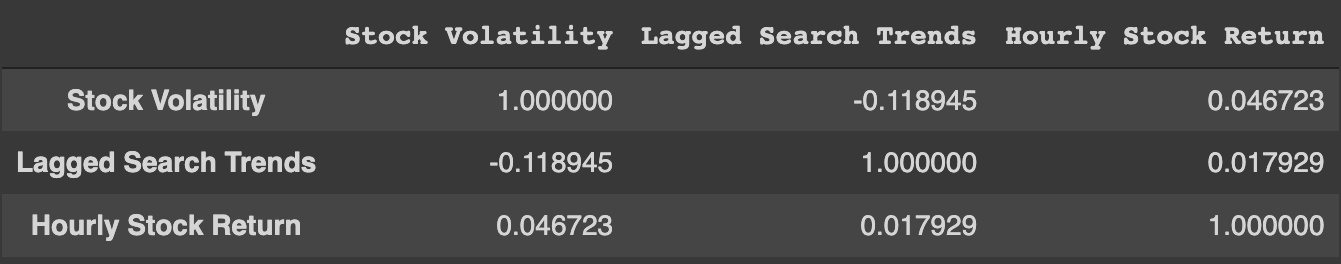 Stock Volatility Lagged Search Trends Hourly Stock Return
Stock Volatility 1.000000 -0.118945 0.046723
Lagged Search Trends -0.118945 1.000000 0.017929
Hourly Stock Return 0.046723 0.017929 1.000000